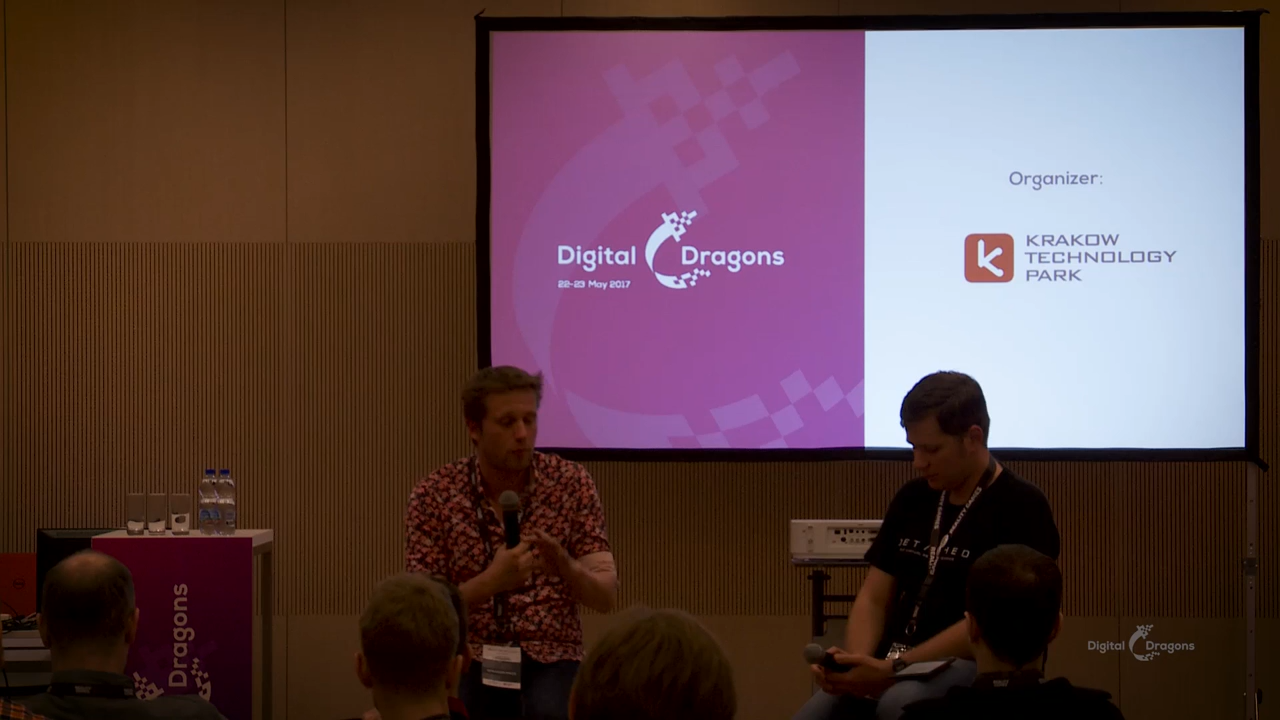 Digital Dragons
22-23 May 2017
Organizer:
KRAKOW
TECHNOLOGY
PARK
Dragons
Digital Dragons